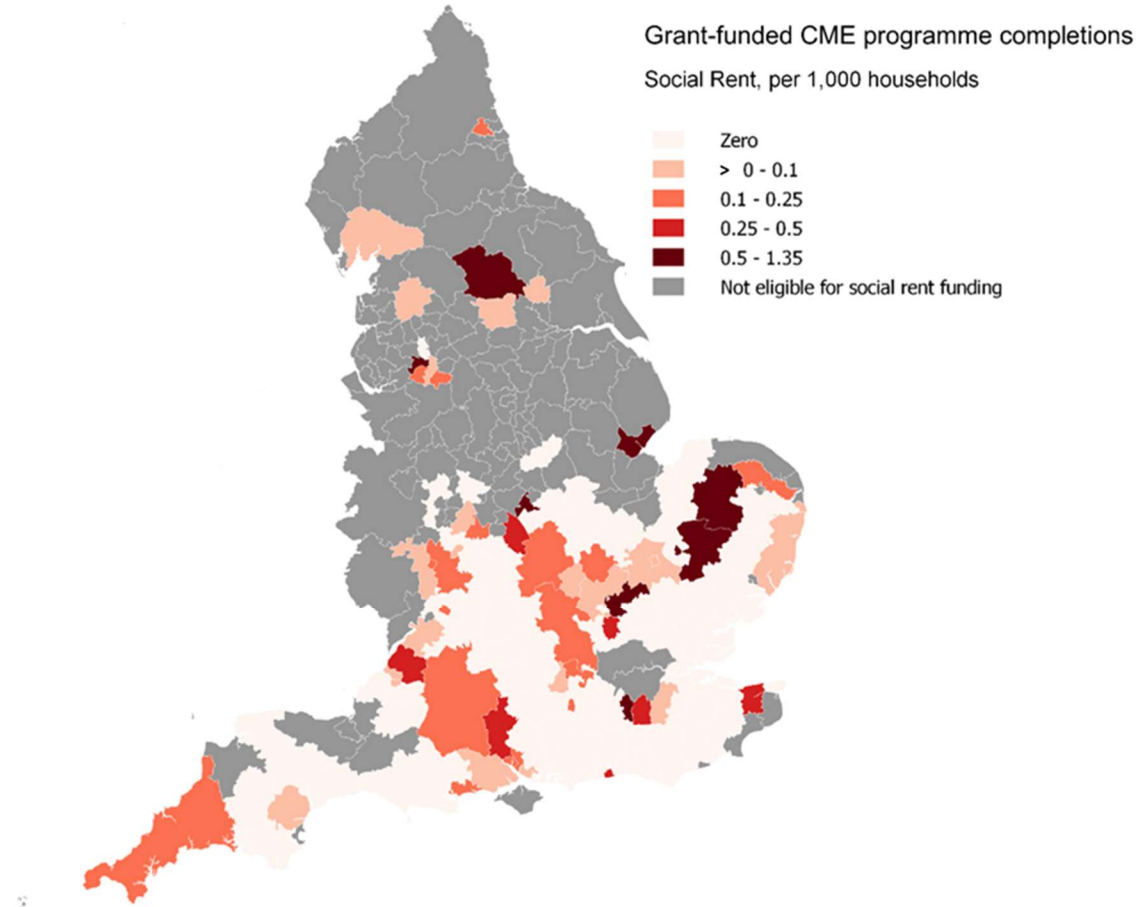 Grant-funded CME programme completions
Social Rent, per 1,000 households
Zero
> 0 - 0.1
0.1 - 0.25
0.25 - 0.5
0.5 - 1.35
Not eligible for social rent funding